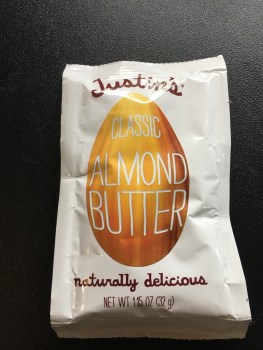 Justin's
CLASSIC
ALMOND
BUTTER
naturally delicious
NET WT 1.15 OZ (32 g)